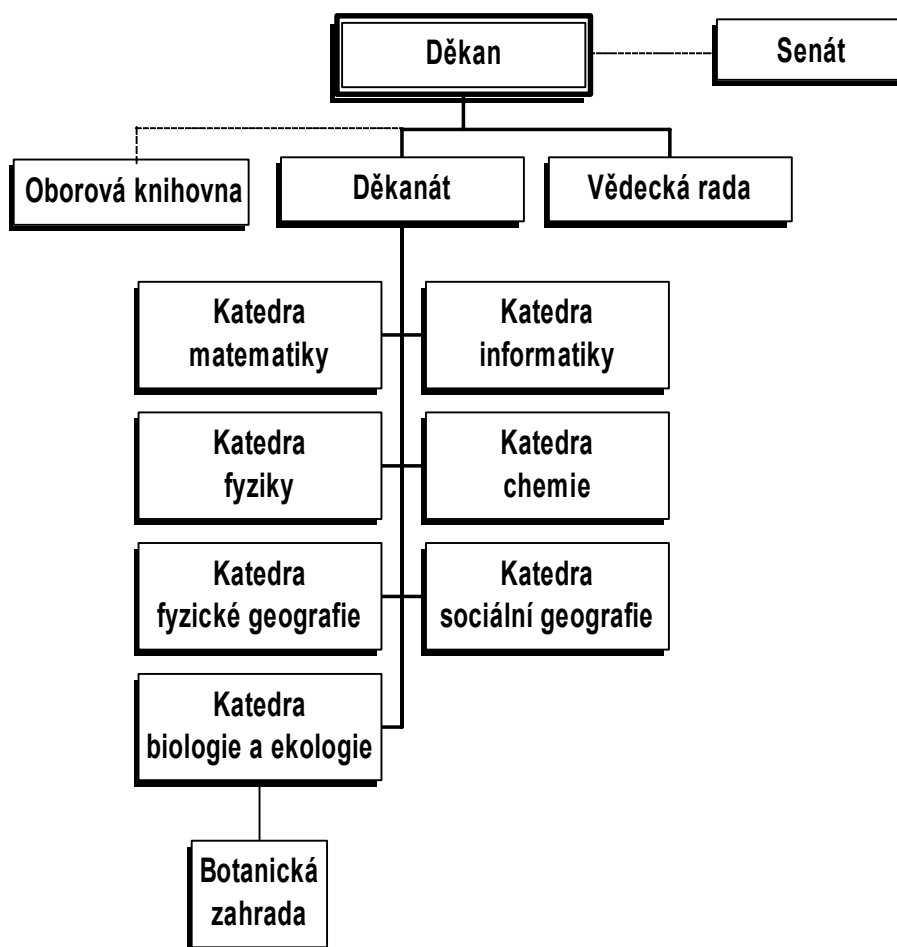 Děkan
Senát
Oborová knihovna
Děkanát
Vědecká rada
Katedra
matematiky
Katedra
informatiky
Katedra
fyziky
Katedra
chemie
Katedra
fyzické geografie
Katedra
sociální geografie
Katedra
biologie a ekologie
Botanická
zahrada